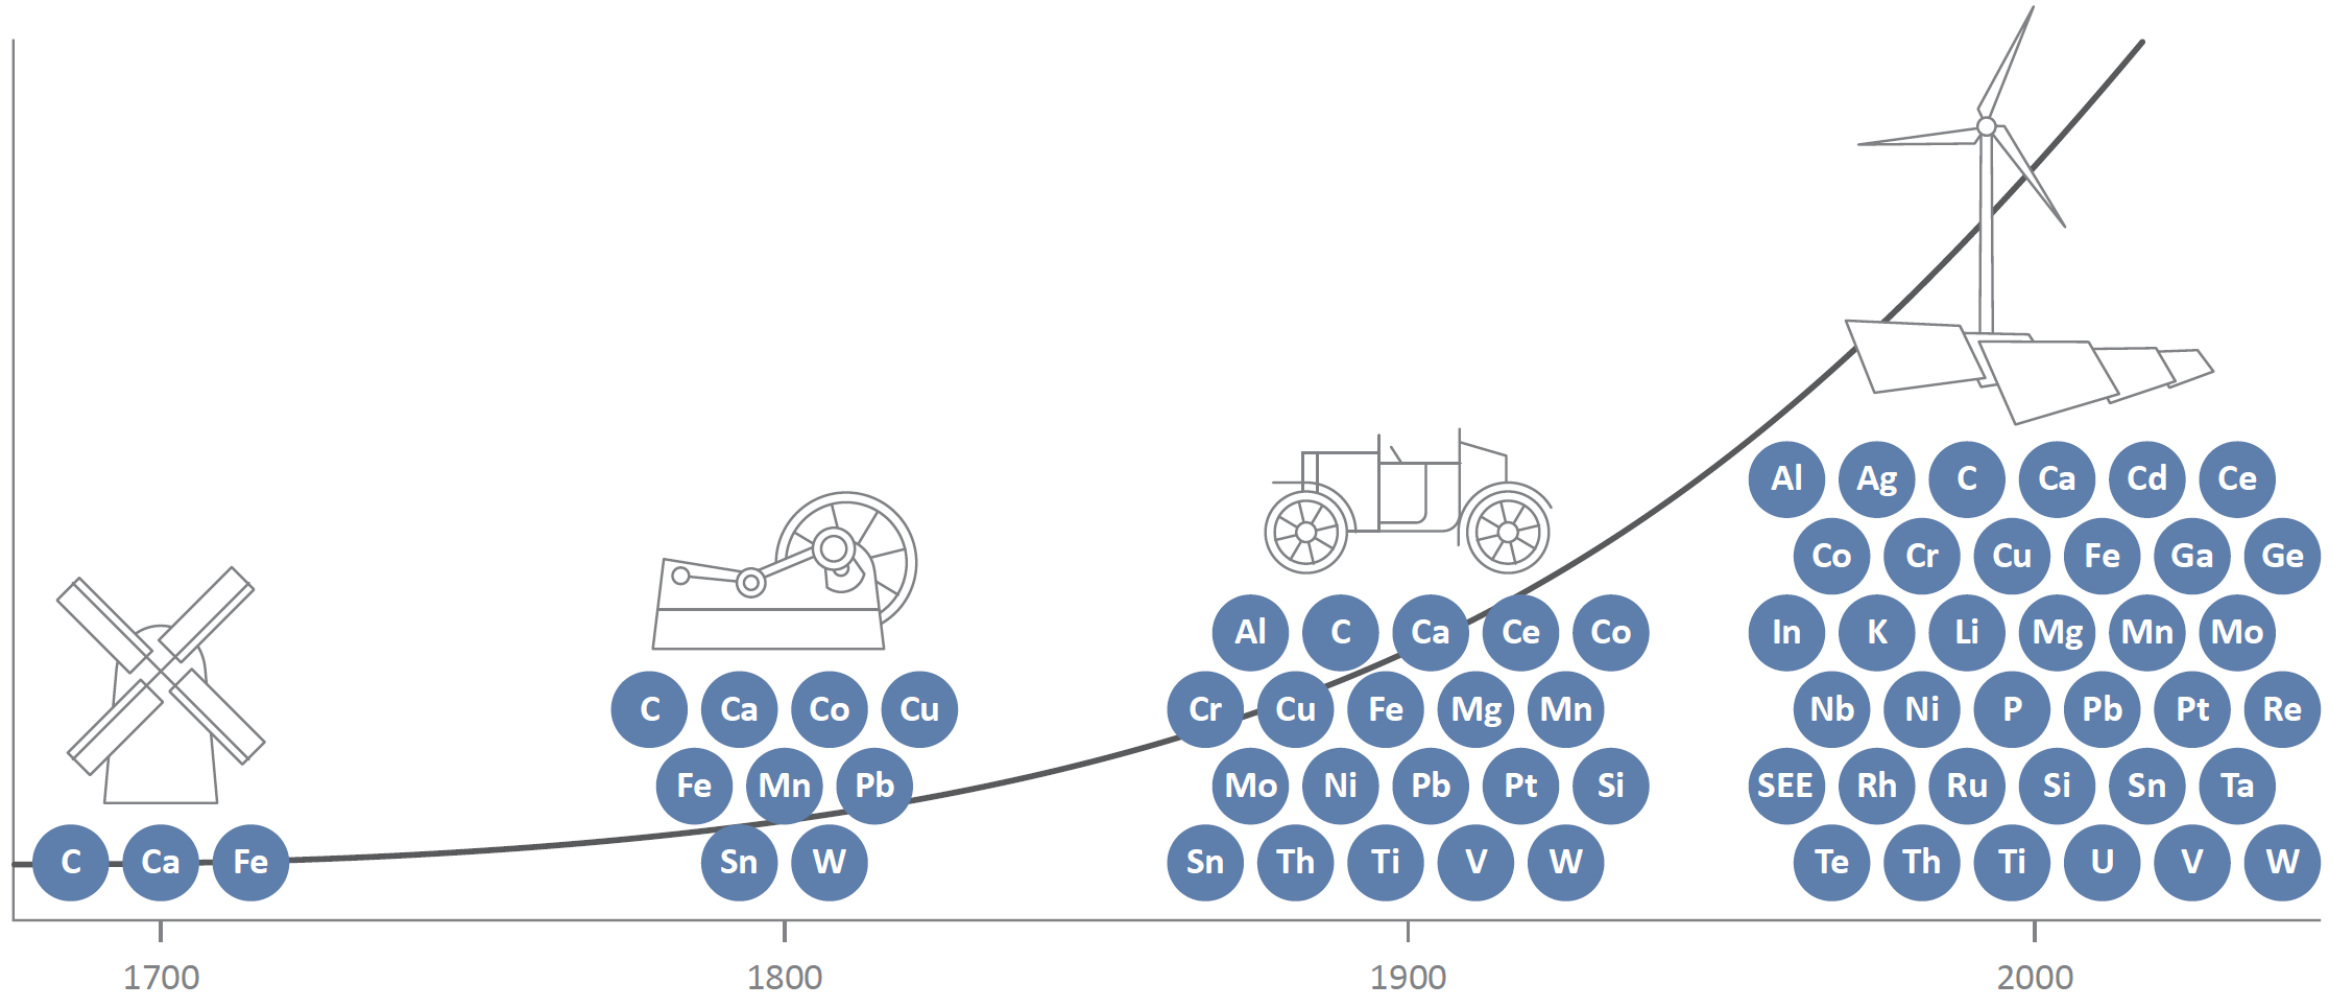 Al Ag C Ca Cd Ce
Co Cr Cu Fe Ga Ge
Al C Ca Ce Co In K Li Mg Mn Mo
C Ca Co Cu Cr Cu Fe Mg Mn Nb Ni P Pb Pt Re
Fe Mn Pb Mo Ni Pb Pt Si SEE Rh Ru Si Sn Ta
C Ca Fe Sn W Sn Th Ti V W Te Th Ti U V W
1700 1800 1900 2000